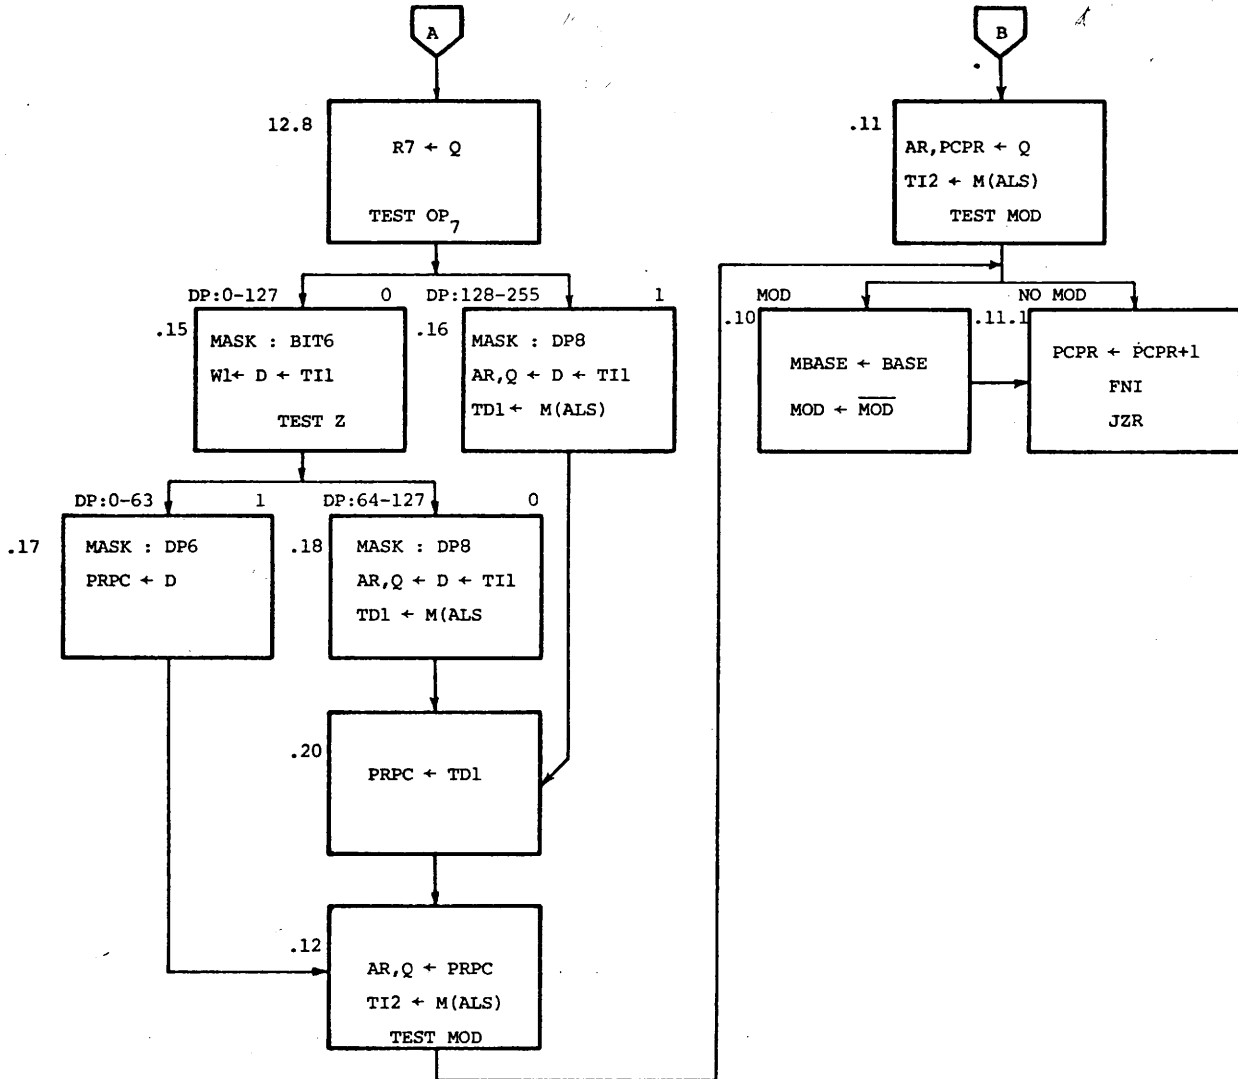 A
12.8
R7 ← Q
TEST OP7
DP:0-127
0
DP:128-255
1
.15
MASK : BIT6
W1← D ← TI1
TEST Z
.16
MASK : DP8
AR,Q ← D ← TI1
TD1 ← M(ALS)
DP:0-63
1
DP:64-127
0
.17
MASK : DP6
PRPC ← D
.18
MASK : DP8
AR,Q ← D ← TI1
TD1 ← M(ALS
.20
PRPC ← TD1
.12
AR,Q ← PRPC
TI2 ← M(ALS)
TEST MOD
B
.11
AR,PCPR ← Q
TI2 ← M(ALS)
TEST MOD
MOD
NO MOD
.10
MBASE ← BASE
MOD ← M̅O̅D̅
.11.1
PCPR ← PCPR+1
FNI
JZR